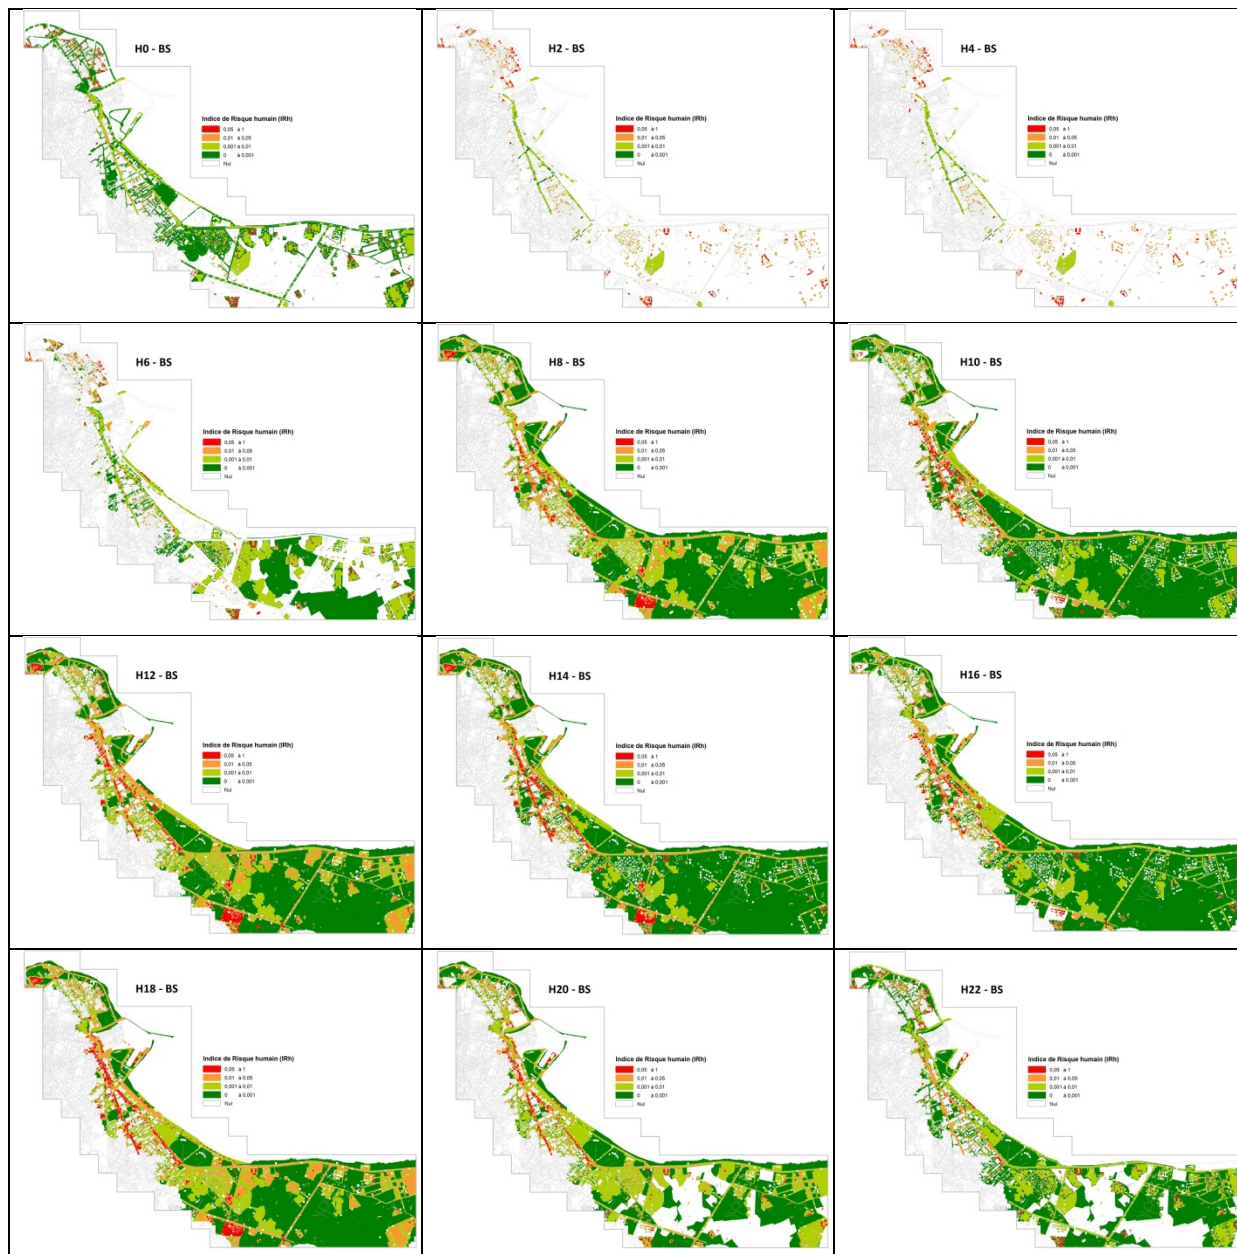 H0 - BS
Indice de Risque humain (IRh)
0,05 à 1
0,01 à 0,05
0,001 à 0,01
0 à 0,001
Nul
H2 - BS
Indice de Risque humain (IRh)
0,05 à 1
0,01 à 0,05
0,001 à 0,01
0 à 0,001
Nul
H4 - BS
Indice de Risque humain (IRh)
0,05 à 1
0,01 à 0,05
0,001 à 0,01
0 à 0,001
Nul
H6 - BS
Indice de Risque humain (IRh)
0,05 à 1
0,01 à 0,05
0,001 à 0,01
0 à 0,001
Nul
H8 - BS
Indice de Risque humain (IRh)
0,05 à 1
0,01 à 0,05
0,001 à 0,01
0 à 0,001
Nul
H10 - BS
Indice de Risque humain (IRh)
0,05 à 1
0,01 à 0,05
0,001 à 0,01
0 à 0,001
Nul
H12 - BS
Indice de Risque humain (IRh)
0,05 à 1
0,01 à 0,05
0,001 à 0,01
0 à 0,001
Nul
H14 - BS
Indice de Risque humain (IRh)
0,05 à 1
0,01 à 0,05
0,001 à 0,01
0 à 0,001
Nul
H16 - BS
Indice de Risque humain (IRh)
0,05 à 1
0,01 à 0,05
0,001 à 0,01
0 à 0,001
Nul
H18 - BS
Indice de Risque humain (IRh)
0,05 à 1
0,01 à 0,05
0,001 à 0,01
0 à 0,001
Nul
H20 - BS
Indice de Risque humain (IRh)
0,05 à 1
0,01 à 0,05
0,001 à 0,01
0 à 0,001
Nul
H22 - BS
Indice de Risque humain (IRh)
0,05 à 1
0,01 à 0,05
0,001 à 0,01
0 à 0,001
Nul